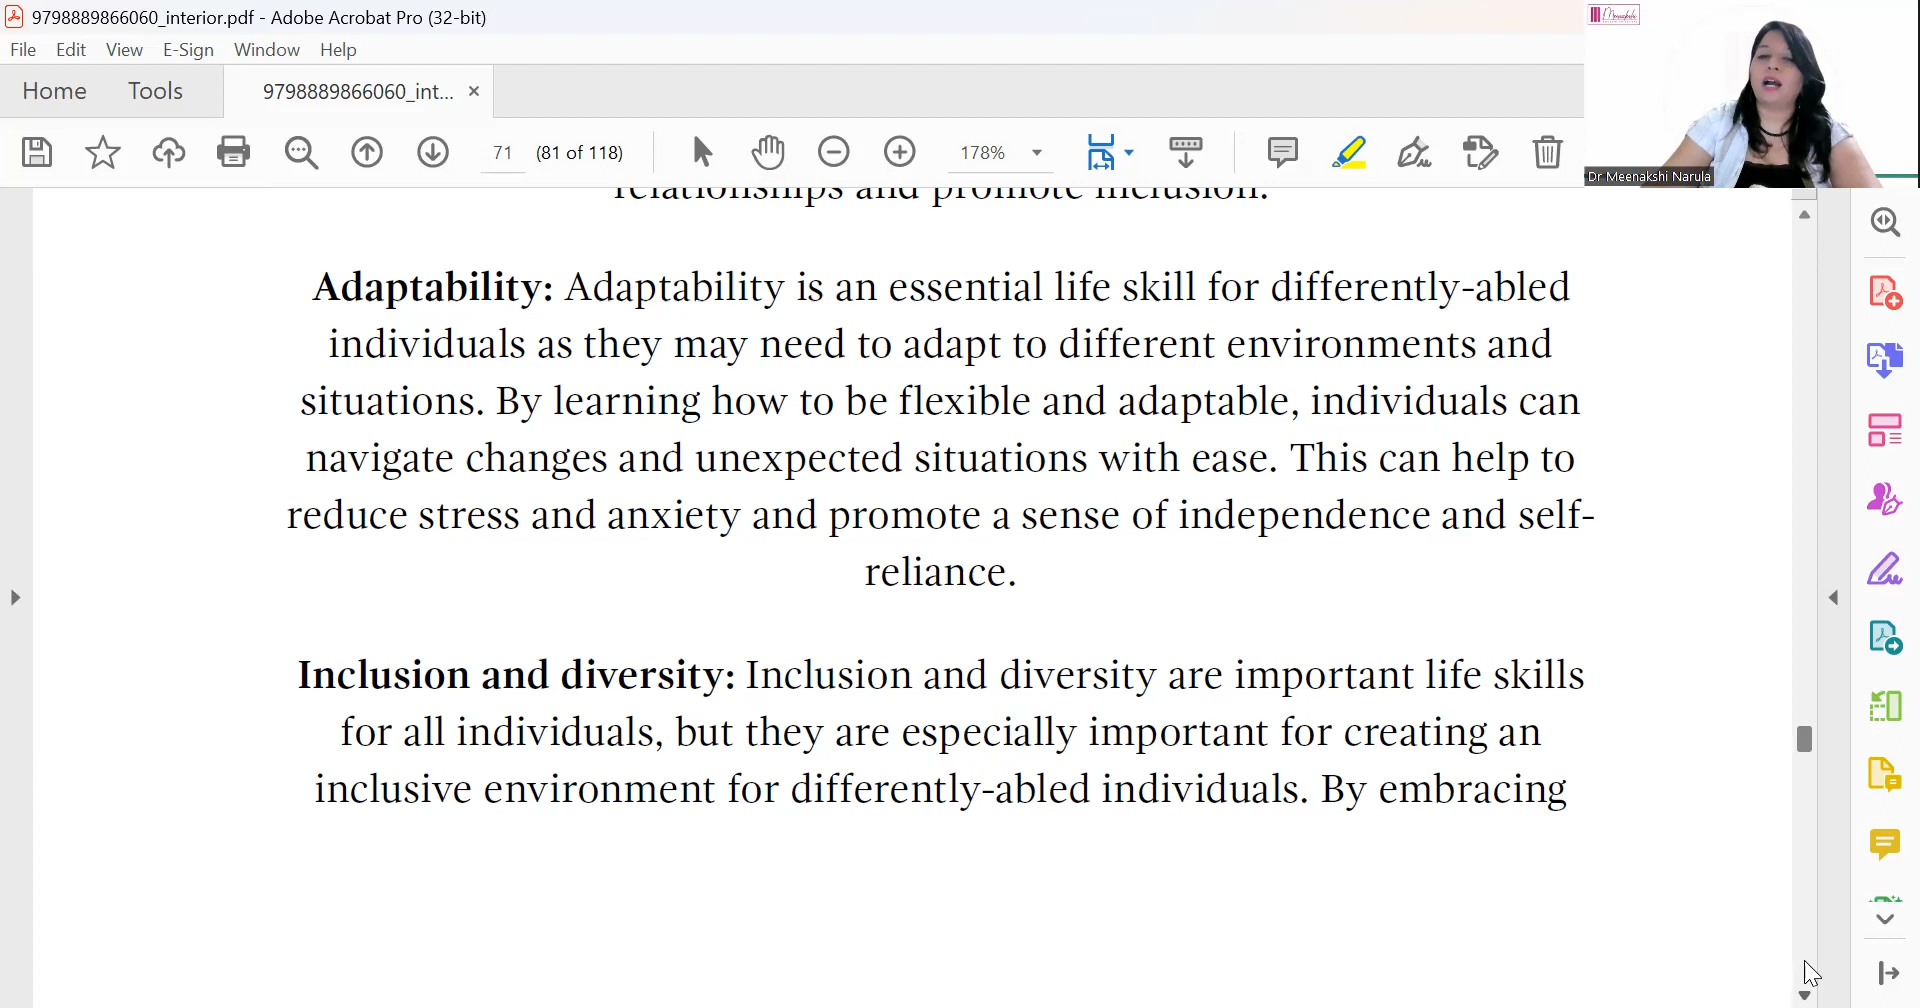 9798889866060_interior.pdf - Adobe Acrobat Pro (32-bit)
File Edit View E-Sign Window Help
Home Tools 9798889866060_int... ×
71 (81 of 118) 178%
Dr Meenakshi Narula
relationships and promote inclusion.
Adaptability: Adaptability is an essential life skill for differently-abled
individuals as they may need to adapt to different environments and
situations. By learning how to be flexible and adaptable, individuals can
navigate changes and unexpected situations with ease. This can help to
reduce stress and anxiety and promote a sense of independence and self-
reliance.
Inclusion and diversity: Inclusion and diversity are important life skills
for all individuals, but they are especially important for creating an
inclusive environment for differently-abled individuals. By embracing